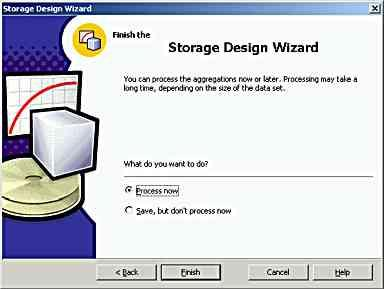 Storage Design Wizard
Finish the
Storage Design Wizard
You can process the aggregations now or later. Processing may take a
long time, depending on the size of the data set.
What do you want to do?
Process now
Save, but don't process now
< Back
Finish
Cancel
Help